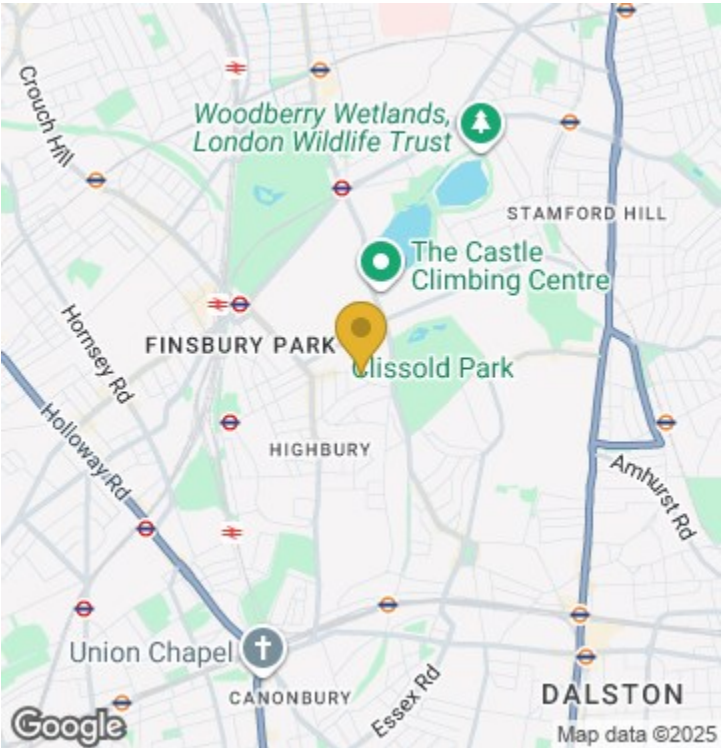 Crouch Hill
Woodberry Wetlands,
London Wildlife Trust
STAMFORD HILL
The Castle
Climbing Centre
Hornsey Rd
FINSBURY PARK
Clissold Park
Holloway Rd
HIGHBURY
Amhurst Rd
Union Chapel
CANONBURY
Essex Rd
DALSTON
Google
Map data ©2025